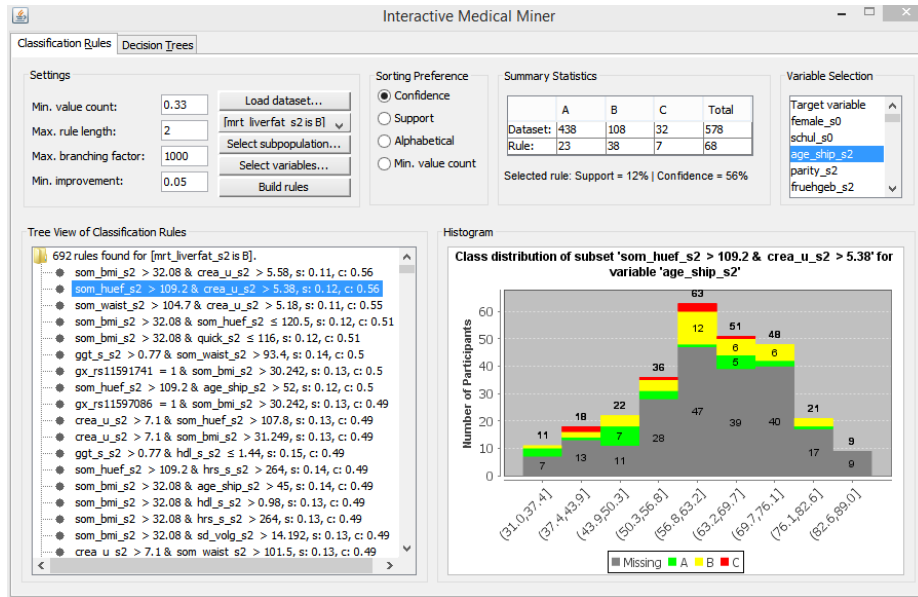 Interactive Medical Miner
Classification Rules
Decision Trees
Settings
Min. value count:
0.33
Load dataset...
Max. rule length:
2
[mrt_liverfat_s2 is B]
Select subpopulation...
Max. branching factor:
1000
Select variables...
Min. improvement:
0.05
Build rules
Sorting Preference
Confidence
Support
Alphabetical
Min. value count
Summary Statistics
A B C Total
Dataset: 438 108 32 578
Rule: 23 38 7 68
Selected rule: Support = 12% | Confidence = 56%
Variable Selection
Target variable
female_s0
schul_s0
age_ship_s2
parity_s2
fruehgeb_s2
Tree View of Classification Rules
692 rules found for [mrt_liverfat_s2 is B].
som_bmi_s2 > 32.08 & crea_u_s2 > 5.58, s: 0.11, c: 0.56
som_huef_s2 > 109.2 & crea_u_s2 > 5.38, s: 0.12, c: 0.56
som_waist_s2 > 104.7 & crea_u_s2 > 5.18, s: 0.11, c: 0.55
som_bmi_s2 > 32.08 & som_huef_s2 ≤ 120.5, s: 0.12, c: 0.51
som_bmi_s2 > 32.08 & quick_s2 ≤ 116, s: 0.12, c: 0.51
ggt_s_s2 > 0.77 & som_waist_s2 > 93.4, s: 0.14, c: 0.5
gx_rs11591741 = 1 & som_bmi_s2 > 30.242, s: 0.13, c: 0.5
som_huef_s2 > 109.2 & age_ship_s2 > 52, s: 0.12, c: 0.5
gx_rs11597086 = 1 & som_bmi_s2 > 30.242, s: 0.13, c: 0.49
crea_u_s2 > 7.1 & som_huef_s2 > 107.8, s: 0.13, c: 0.49
crea_u_s2 > 7.1 & som_bmi_s2 > 31.249, s: 0.13, c: 0.49
ggt_s_s2 > 0.77 & hdl_s_s2 ≤ 1.44, s: 0.15, c: 0.49
som_huef_s2 > 109.2 & hrs_s_s2 > 264, s: 0.14, c: 0.49
som_bmi_s2 > 32.08 & age_ship_s2 > 45, s: 0.14, c: 0.49
som_bmi_s2 > 32.08 & hdl_s_s2 > 0.98, s: 0.13, c: 0.49
som_bmi_s2 > 32.08 & hrs_s_s2 > 264, s: 0.13, c: 0.49
som_bmi_s2 > 32.08 & sd_volg_s2 > 14.192, s: 0.13, c: 0.49
crea_u_s2 > 7.1 & som_waist_s2 > 101.5, s: 0.13, c: 0.49
Histogram
Class distribution of subset 'som_huef_s2 > 109.2 & crea_u_s2 > 5.38' for
variable 'age_ship_s2'
Number of Participants
60
50
40
30
20
10
0
11
7
18
13
22
7
11
36
28
63
12
47
51
6
5
39
48
6
40
21
17
9
9
(31.0,37.4]
(37.4,43.9]
(43.9,50.3]
(50.3,56.8]
(56.8,63.2]
(63.2,69.7]
(69.7,76.1]
(76.1,82.6]
(82.6,89.0]
Missing A B C